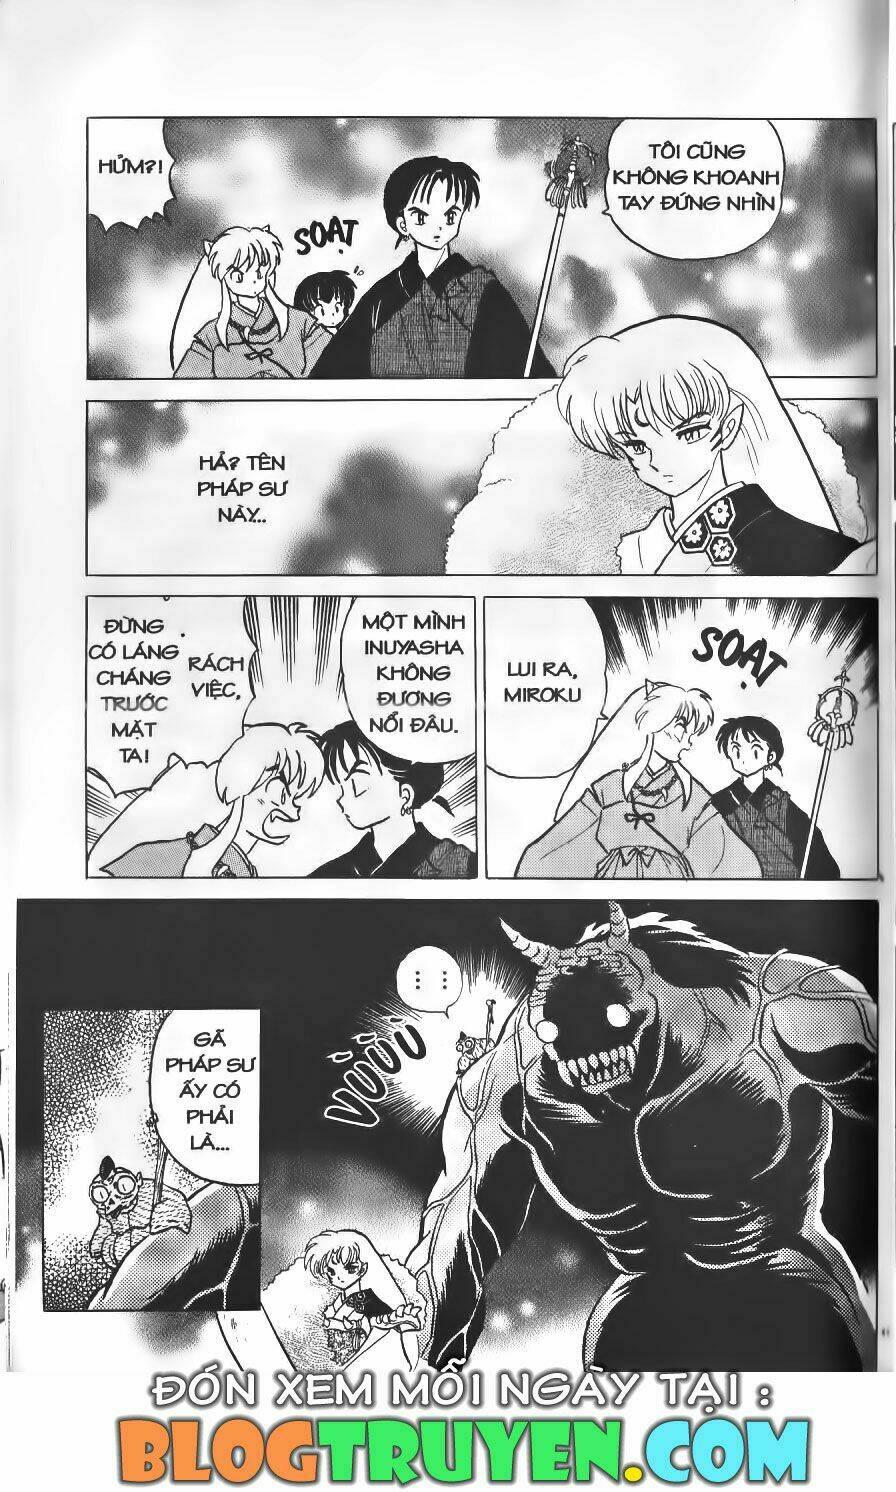 TÔI CŨNG
KHÔNG KHOANH
TAY ĐỨNG NHÌN
SOẠT
HỬM?!
HẢ? TÊN
PHÁP SƯ
NÀY...
LUI RA,
MIROKU
SOẠT
MỘT MÌNH
INUYASHA
KHÔNG
ĐƯƠNG
NỔI ĐÂU.
RÁCH
VIỆC,
ĐỪNG
CÓ LÁNG
CHÁNG
TRƯỚC
MẶT
TA!
......
VÙÙÙÙ
GÃ
PHÁP SƯ
ẤY CÓ
PHẢI
LÀ...
ĐÓN XEM MỖI NGÀY TẠI :
BLOGTRUYEN.COM